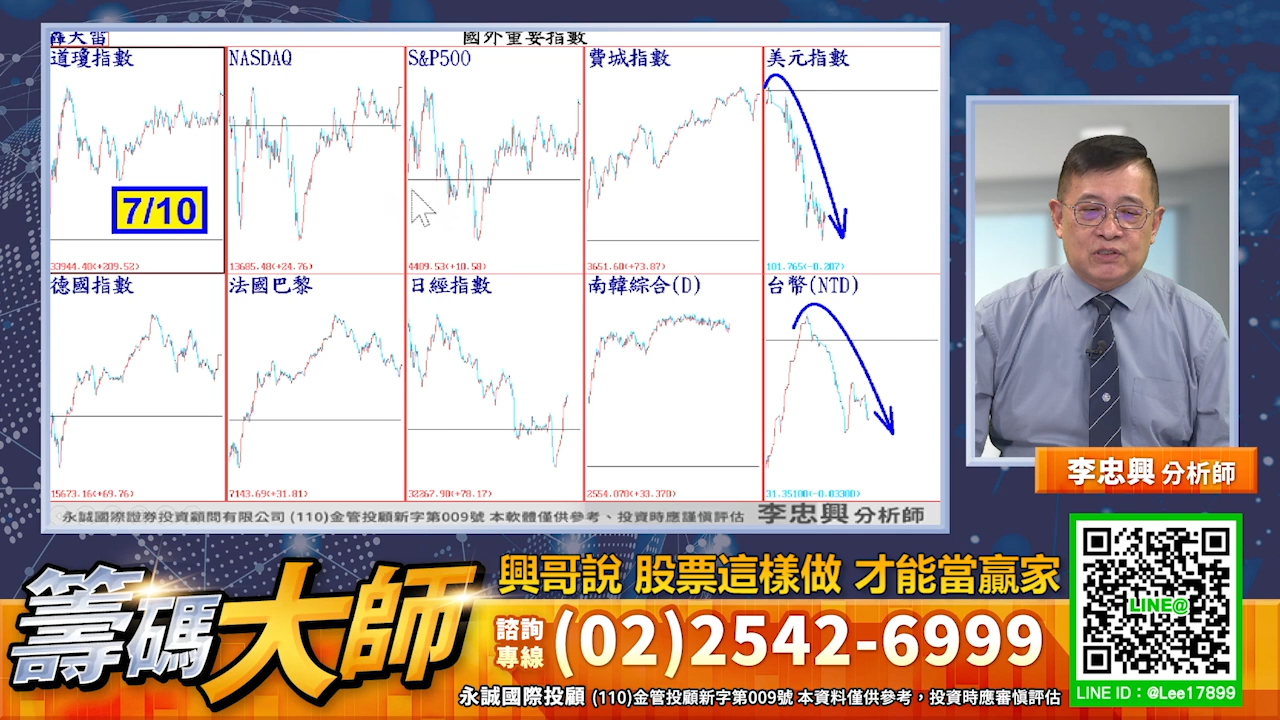 國外重要指數
道瓊指數
NASDAQ
S&P500
費城指數
美元指數
7/10
33944.40(+209.52)
13685.48(+24.76)
4409.53(+10.58)
3651.60(+73.87)
101.765(-0.207)
德國指數
法國巴黎
日經指數
南韓綜合(D)
台幣(NTD)
15673.16(+69.76)
7143.69(+31.81)
32267.90(+78.17)
2554.070(+33.370)
31.35100(-0.03300)
永誠國際證券投資顧問有限公司 (110)金管投顧新字第009號 本軟體僅供參考、投資時應謹慎評估 李忠興 分析師
李忠興 分析師
籌碼大師
興哥說 股票這樣做 才能當贏家
諮詢專線 (02)2542-6999
永誠國際投顧 (110)金管投顧新字第009號 本資料僅供參考，投資時應審慎評估
LINE@
LINE ID：@Lee17899